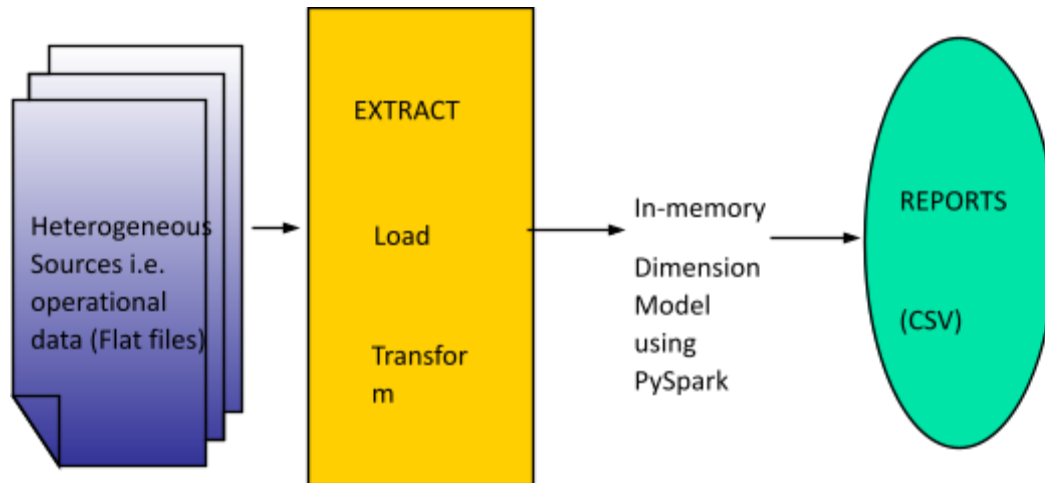 Heterogeneous
Sources i.e.
operational
data (Flat files)
EXTRACT
Load
Transfor
m
In-memory
Dimension
Model
using
PySpark
REPORTS
(CSV)